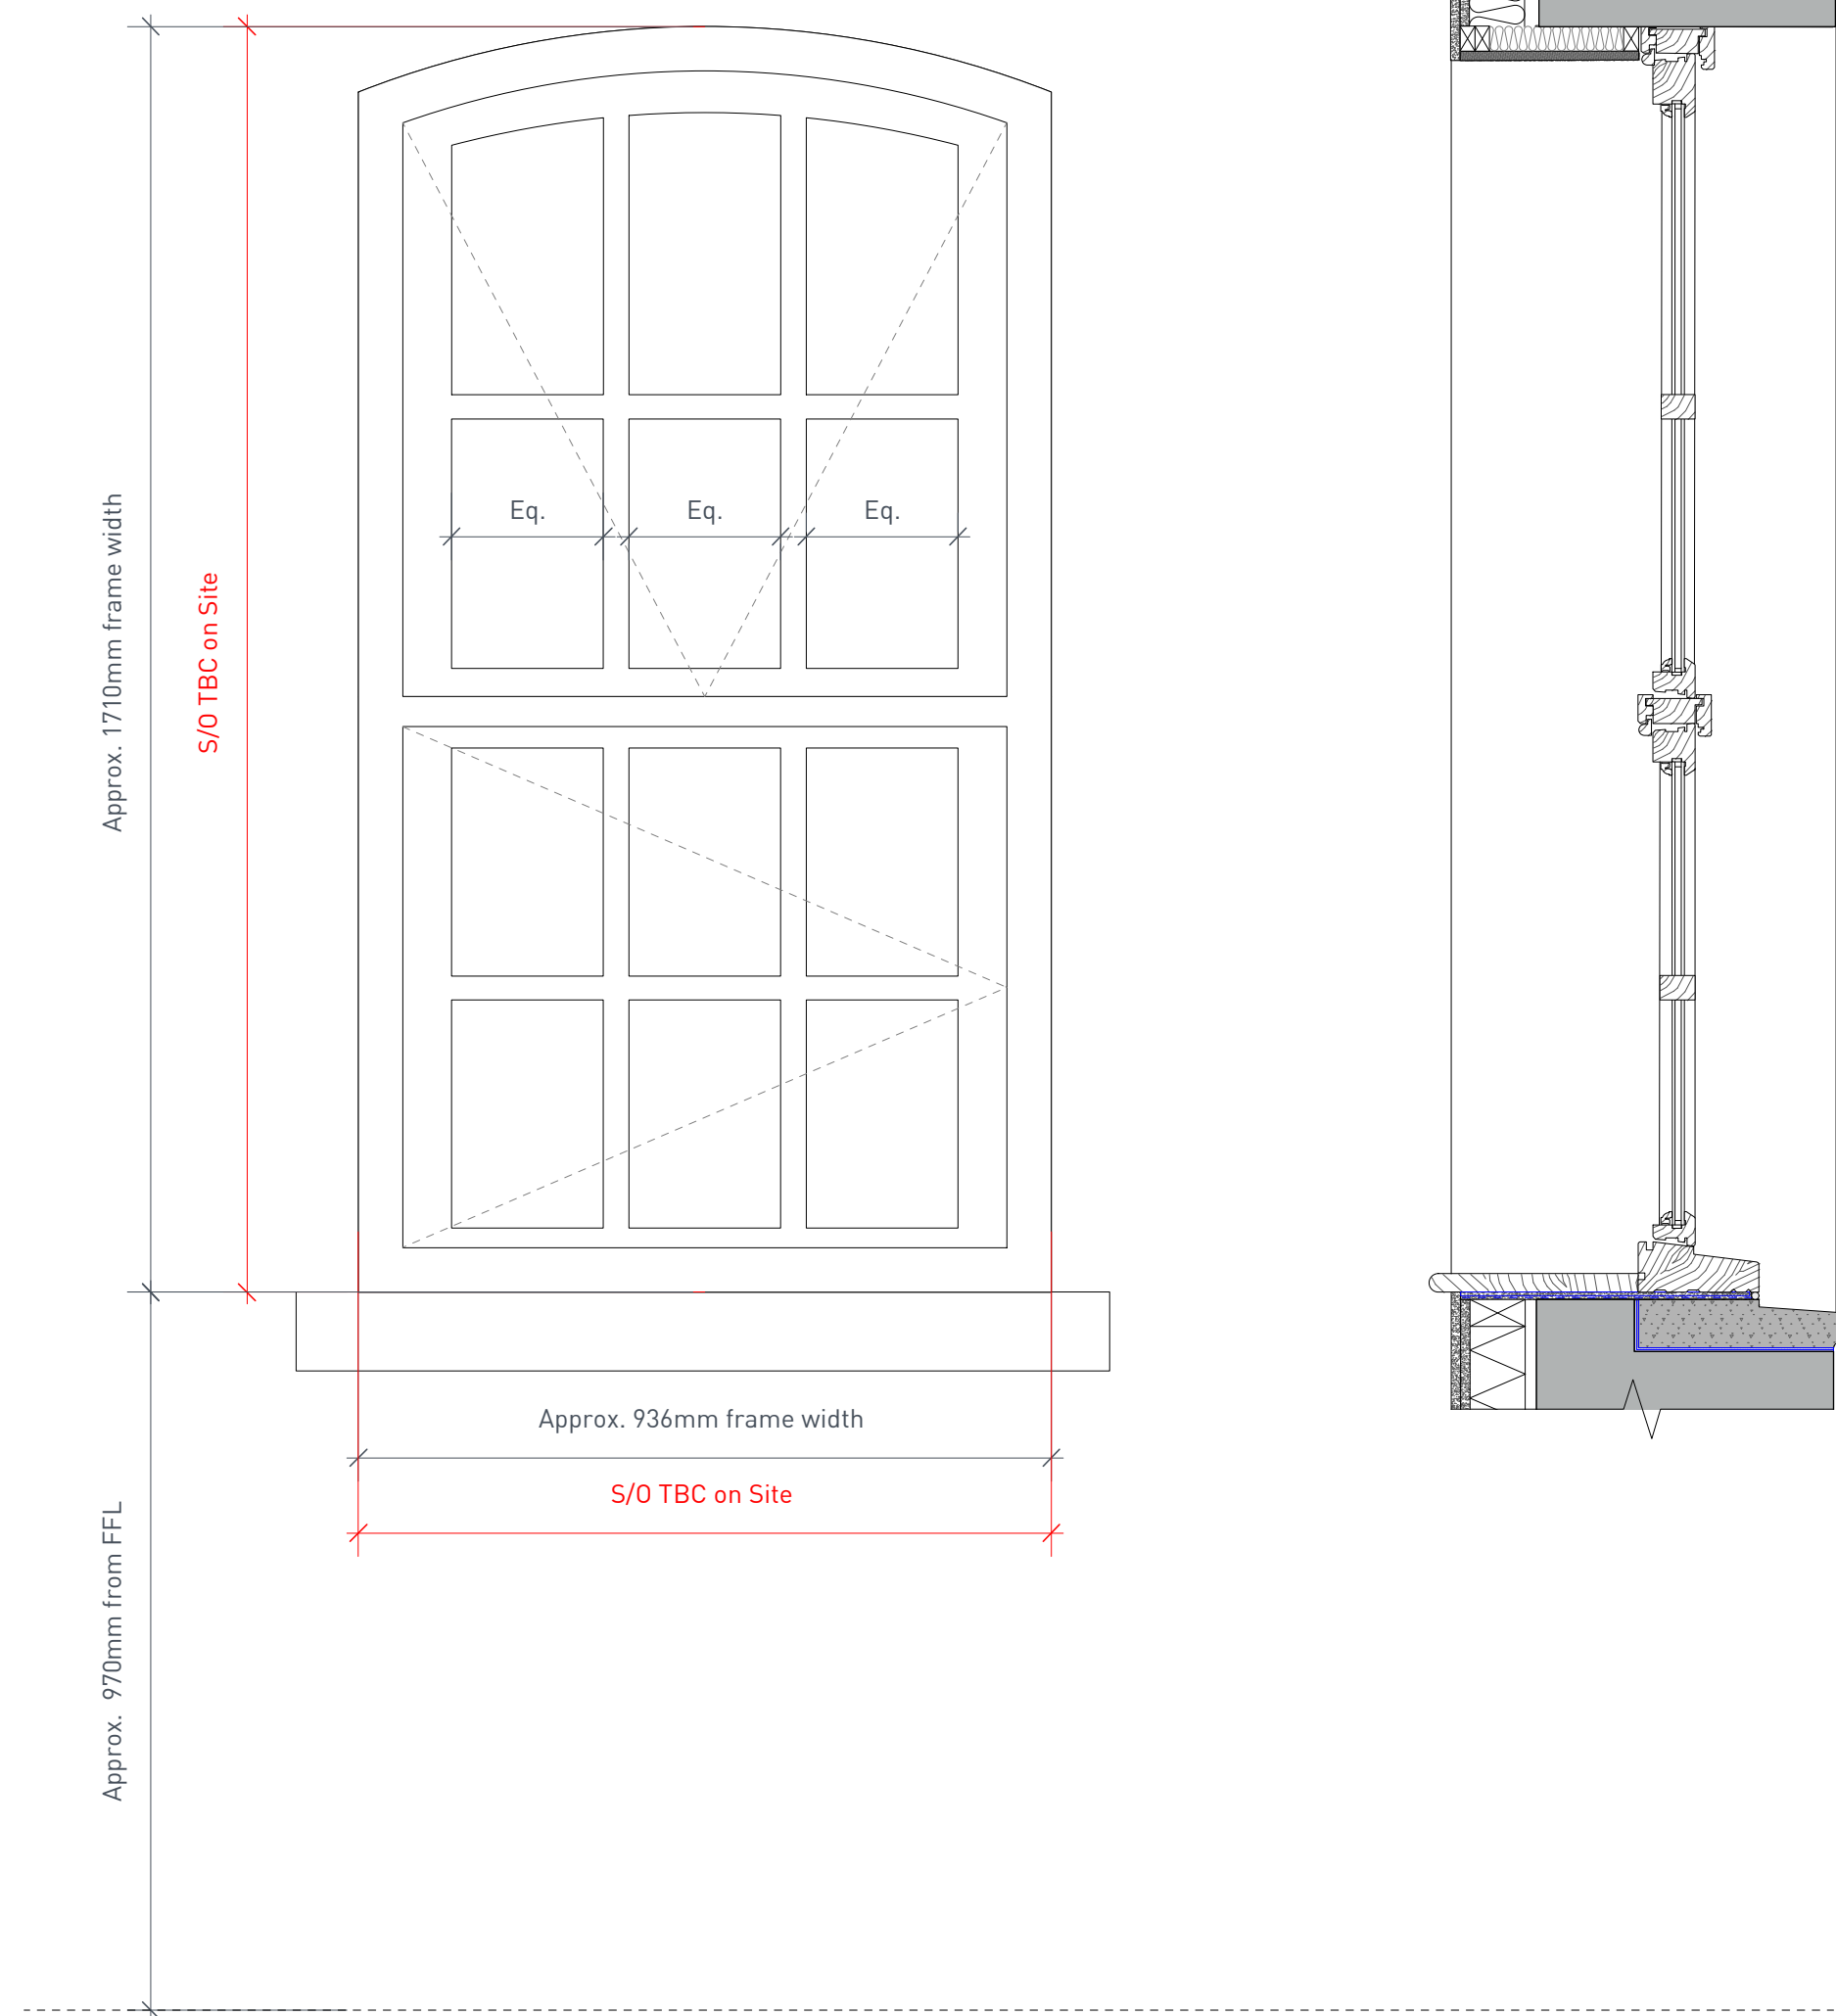 Approx. 1710mm frame width
S/O TBC on Site
Eq.
Eq.
Eq.
Approx. 936mm frame width
S/O TBC on Site
Approx. 970mm from FFL